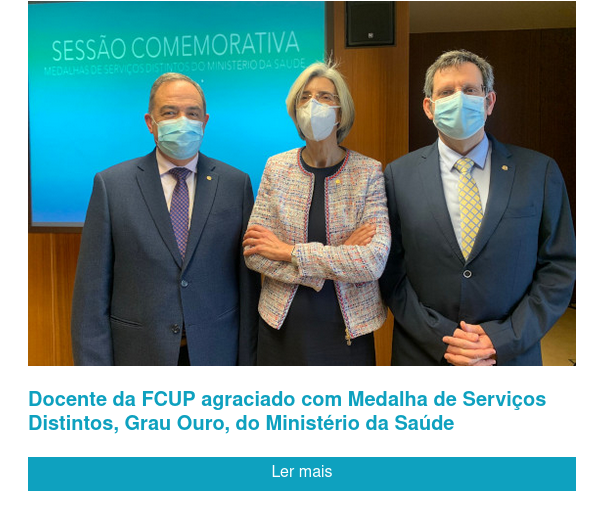 SESSÃO COMEMORATIVA
MEDALHAS DE SERVIÇOS DISTINTOS DO MINISTÉRIO DA SAÚDE
Docente da FCUP agraciado com Medalha de Serviços
Distintos, Grau Ouro, do Ministério da Saúde
Ler mais